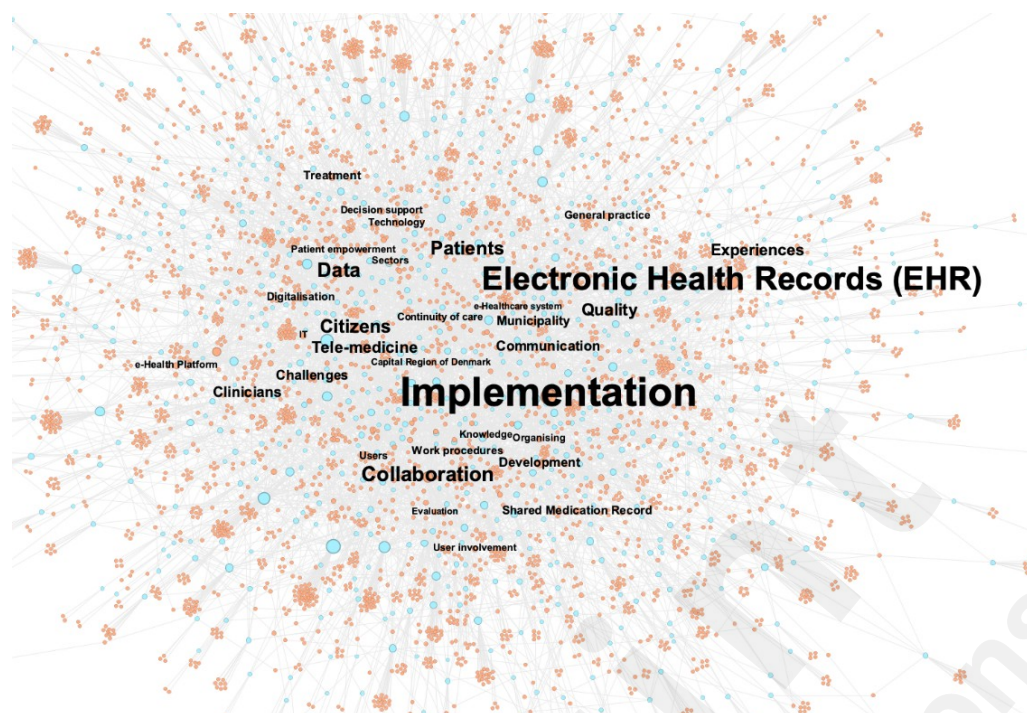 Treatment
Decision support
General practice
Technology
Patient empowerment
Patients
Experiences
Sectors
Data
Electronic Health Records (EHR)
Digitalisation
e-Healthcare system
Quality
Continuity of care
Municipality
Citizens
IT
Tele-medicine
Communication
Capital Region of Denmark
e-Health Platform
Challenges
Clinicians
Implementation
Knowledge
Organising
Work procedures
Users
Development
Collaboration
Evaluation
Shared Medication Record
User involvement